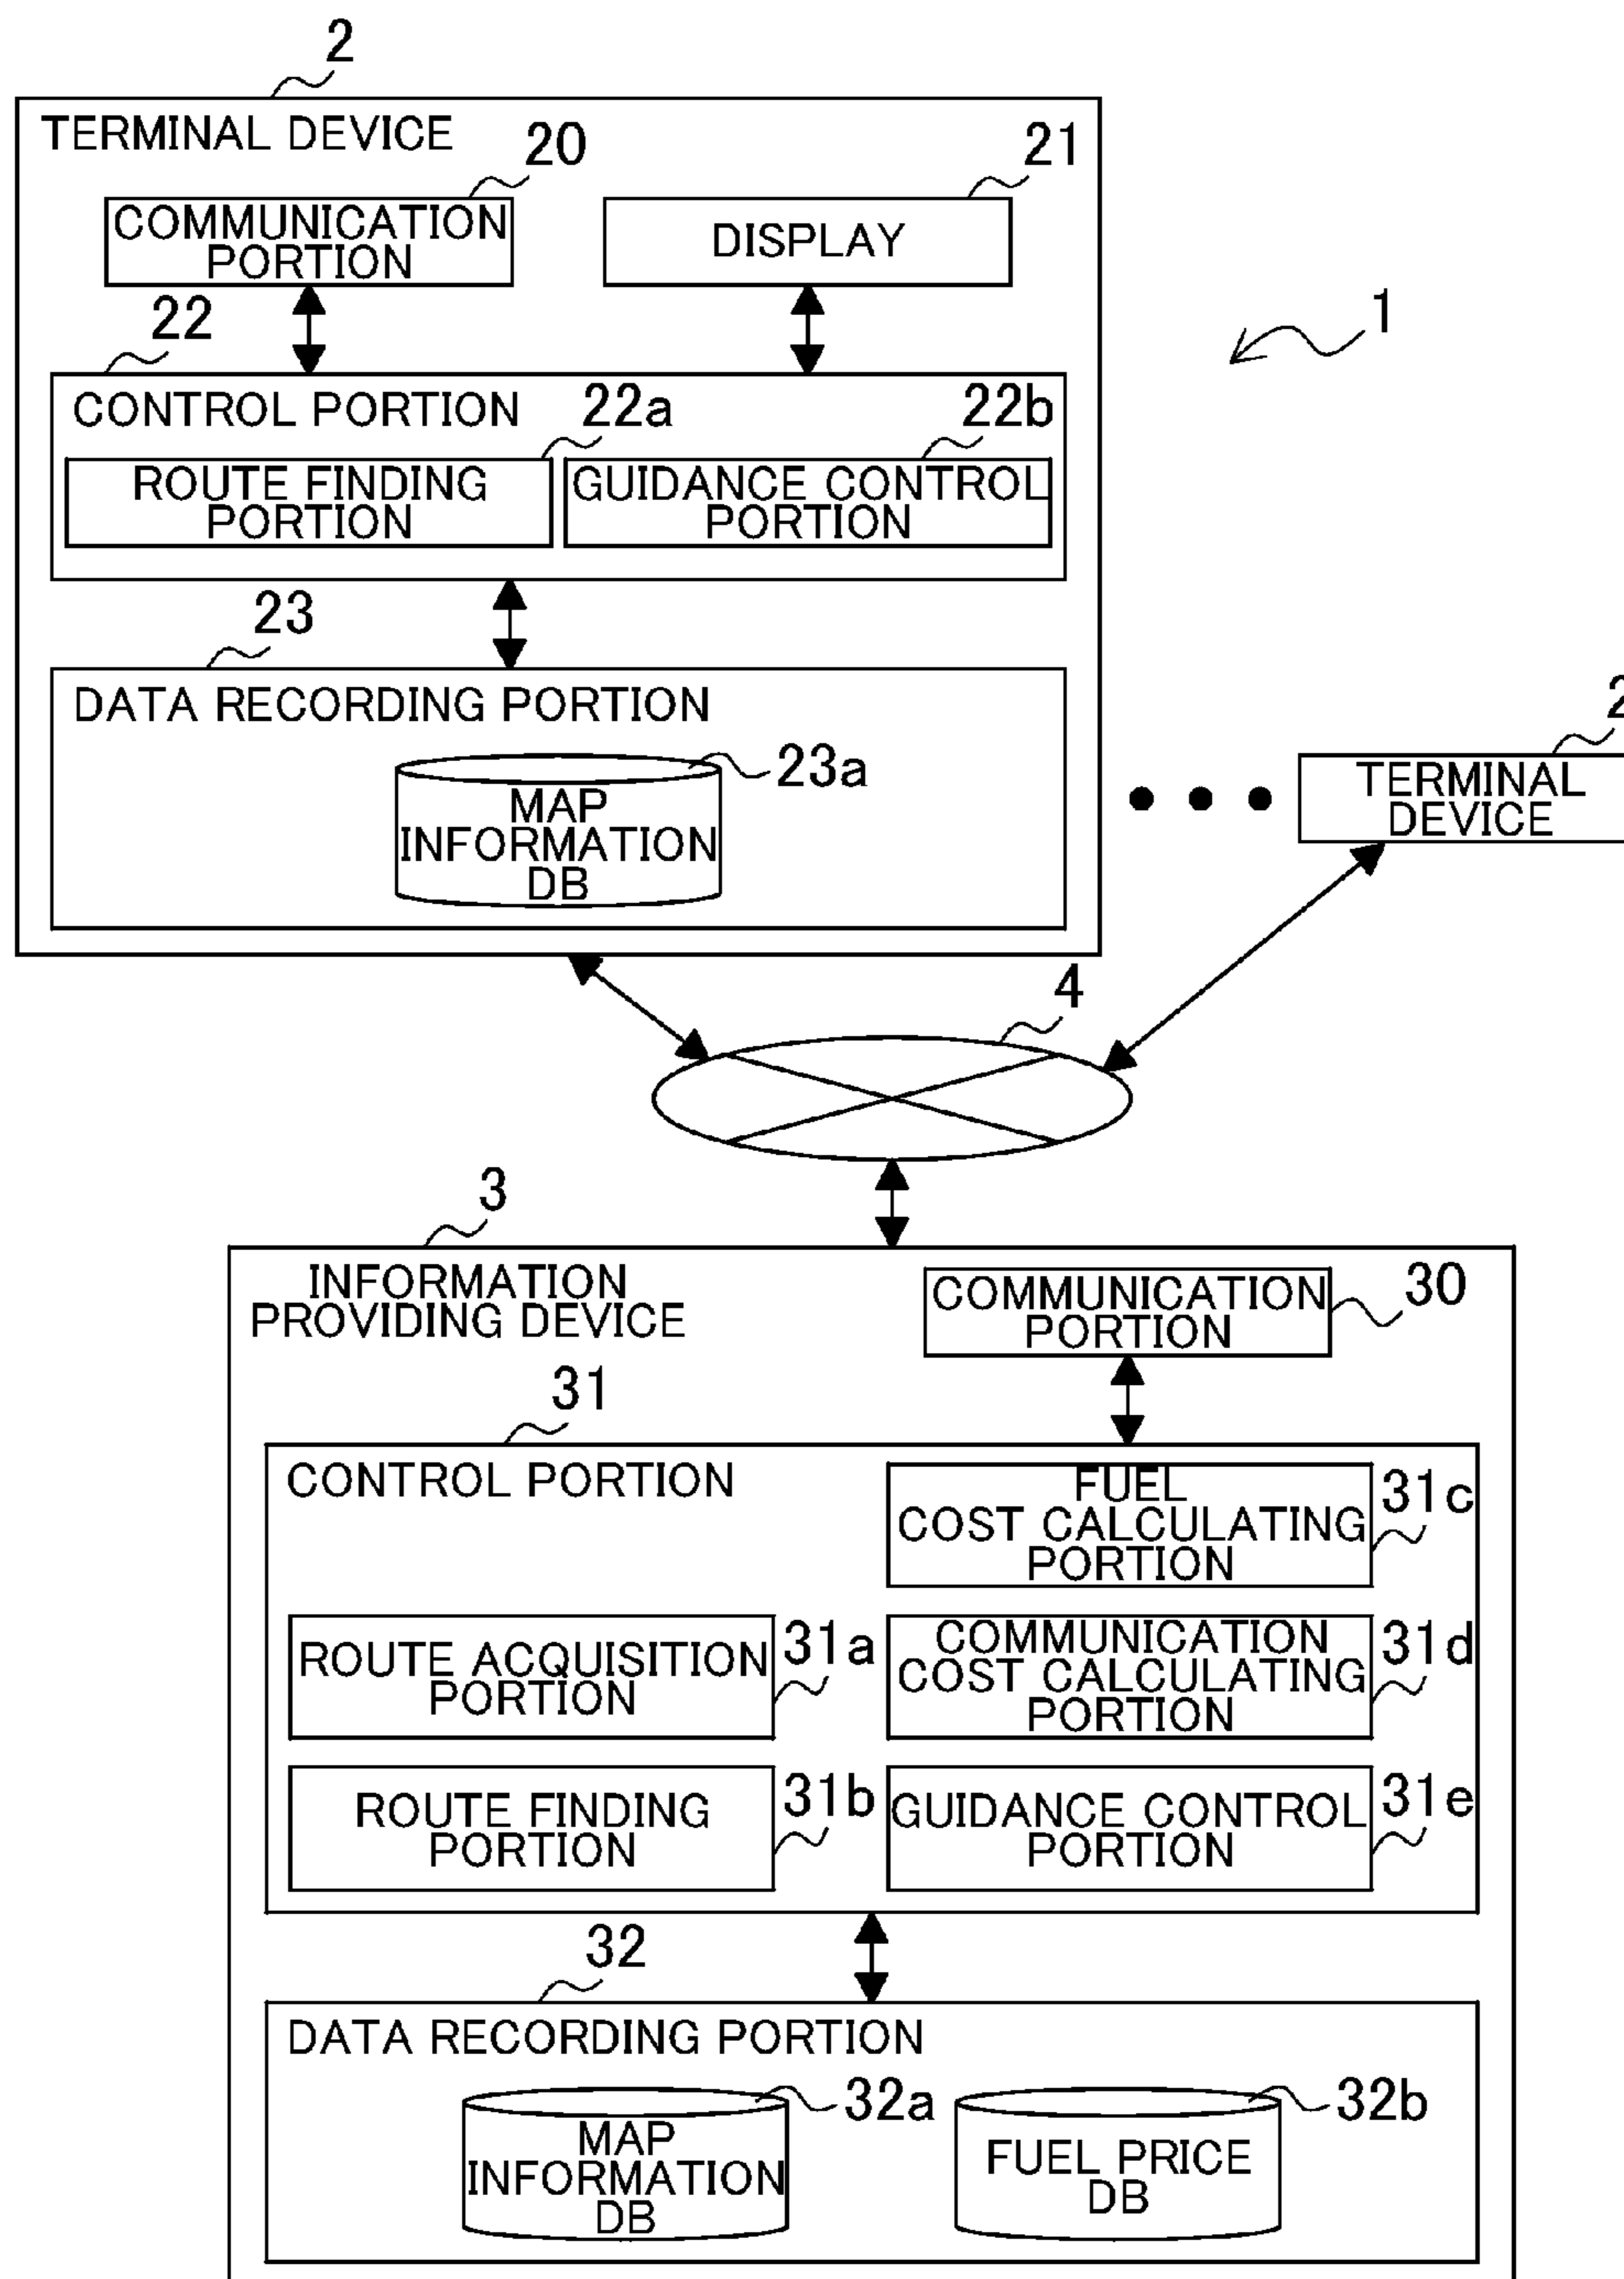 2
TERMINAL DEVICE
20
21
COMMUNICATION
PORTION
DISPLAY
22
1
CONTROL PORTION
22a
22b
ROUTE FINDING
PORTION
GUIDANCE CONTROL
PORTION
23
DATA RECORDING PORTION
23a
MAP
INFORMATION
DB
2
TERMINAL
DEVICE
4
3
INFORMATION
PROVIDING DEVICE
COMMUNICATION
PORTION
30
31
CONTROL PORTION
FUEL
COST CALCULATING
PORTION
31c
ROUTE ACQUISITION
PORTION
31a
COMMUNICATION
COST CALCULATING
PORTION
31d
ROUTE FINDING
PORTION
31b
GUIDANCE CONTROL
PORTION
31e
32
DATA RECORDING PORTION
32a
MAP
INFORMATION
DB
32b
FUEL PRICE
DB